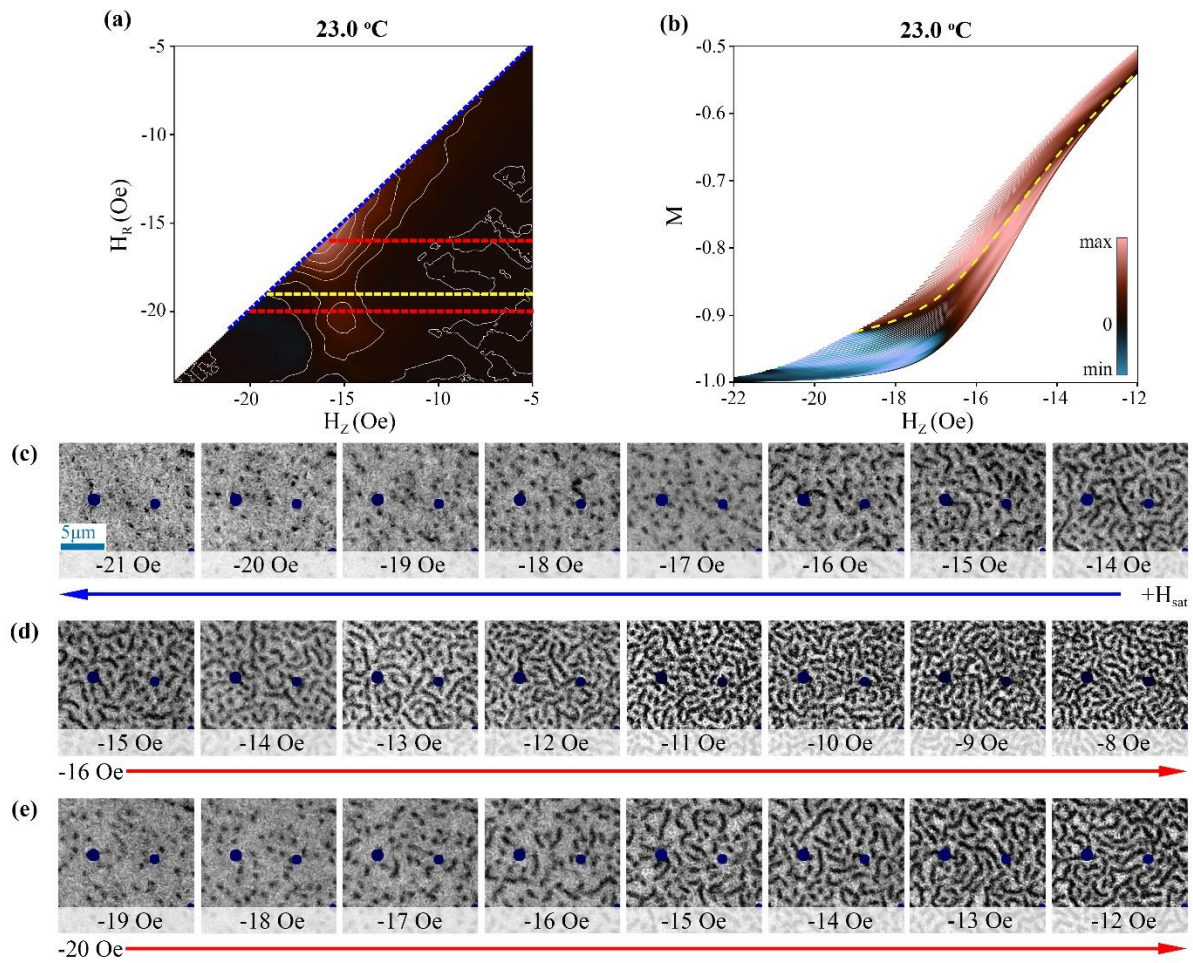 (a)
23.0 °C
-5
-10
-15
-20
H_R (Oe)
-20
-15
-10
-5
H_Z (Oe)
(b)
23.0 °C
-0.5
-0.6
-0.7
-0.8
-0.9
-1.0
M
max
0
min
-22
-20
-18
-16
-14
-12
H_Z (Oe)
(c)
5μm
-21 Oe
-20 Oe
-19 Oe
-18 Oe
-17 Oe
-16 Oe
-15 Oe
-14 Oe
+H_sat
(d)
-15 Oe
-14 Oe
-13 Oe
-12 Oe
-11 Oe
-10 Oe
-9 Oe
-8 Oe
-16 Oe
(e)
-19 Oe
-18 Oe
-17 Oe
-16 Oe
-15 Oe
-14 Oe
-13 Oe
-12 Oe
-20 Oe